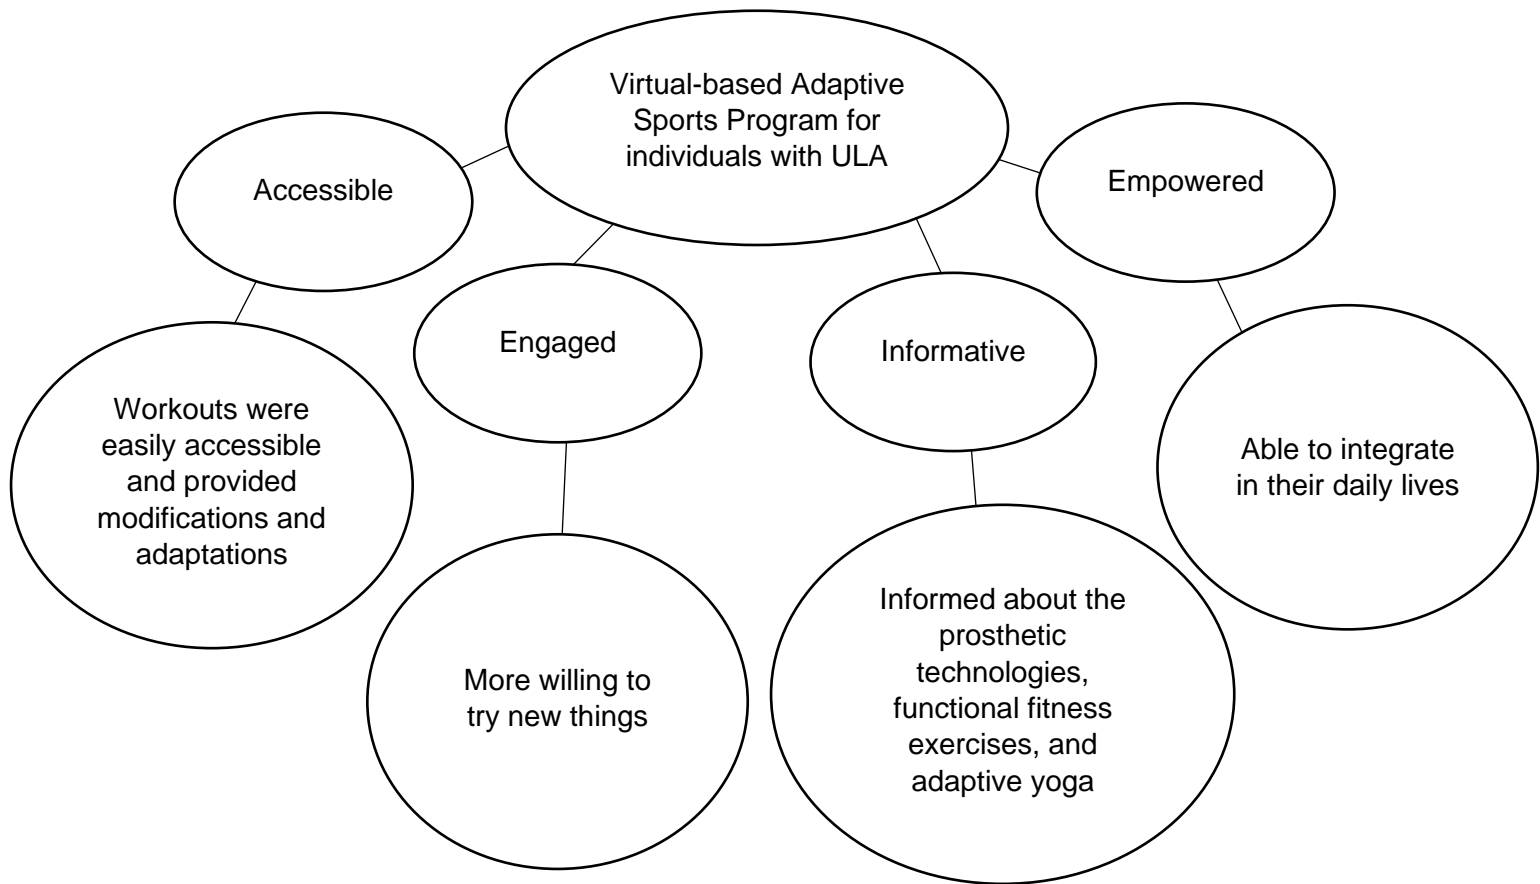 Virtual-based Adaptive
Sports Program for
individuals with ULA
Accessible
Empowered
Engaged
Informative
Workouts were
easily accessible
and provided
modifications and
adaptations
Able to integrate
in their daily lives
More willing to
try new things
Informed about the
prosthetic
technologies,
functional fitness
exercises, and
adaptive yoga